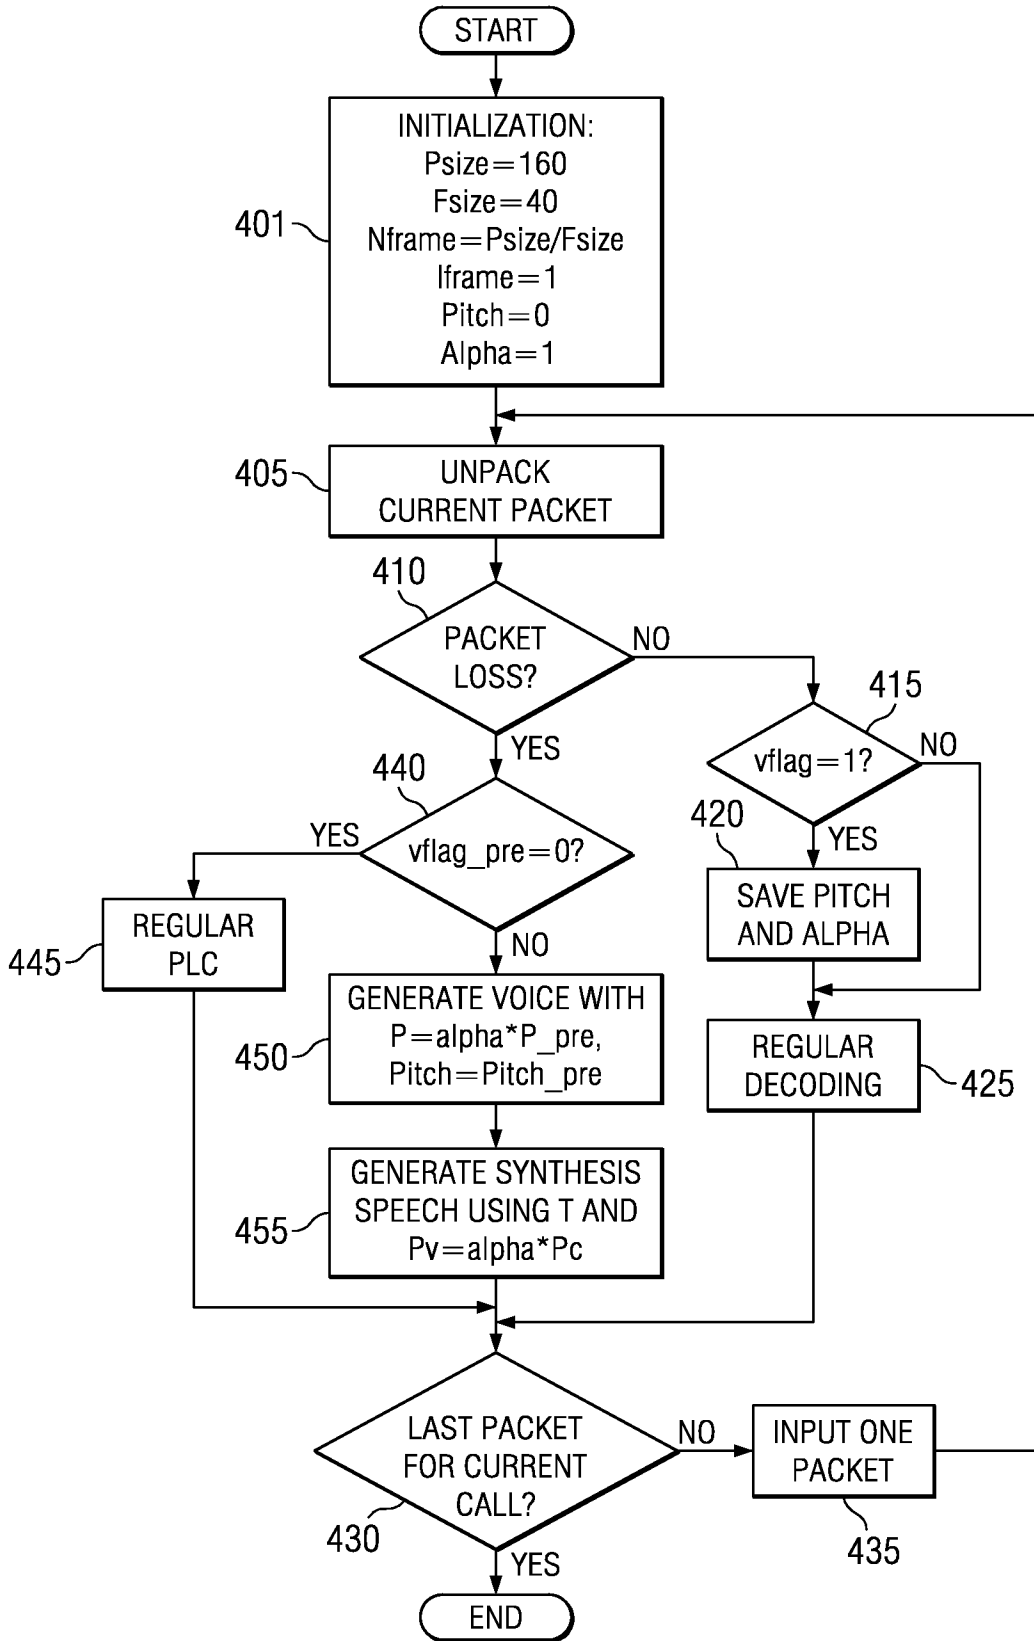 START
INITIALIZATION:
Psize=160
Fsize=40
Nframe=Psize/Fsize
Iframe=1
Pitch=0
Alpha=1
401
UNPACK
CURRENT PACKET
405
410
PACKET
LOSS?
NO
YES
415
vflag=1?
NO
YES
420
SAVE PITCH
AND ALPHA
REGULAR
DECODING
425
440
vflag_pre=0?
YES
NO
REGULAR
PLC
445
GENERATE VOICE WITH
P=alpha*P_pre,
Pitch=Pitch_pre
450
GENERATE SYNTHESIS
SPEECH USING T AND
Pv=alpha*Pc
455
LAST PACKET
FOR CURRENT
CALL?
430
NO
YES
INPUT ONE
PACKET
435
END